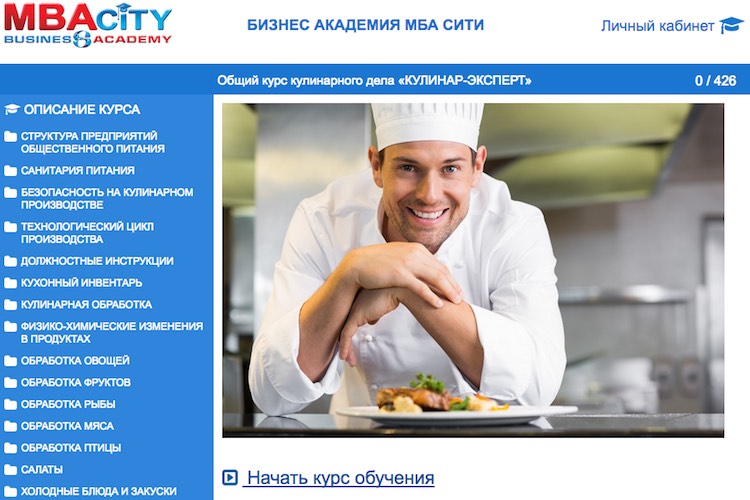 MBACITY
BUSINESS ACADEMY
БИЗНЕС АКАДЕМИЯ МБА СИТИ
Личный кабинет
Общий курс кулинарного дела «КУЛИНАР-ЭКСПЕРТ»
0 / 426
ОПИСАНИЕ КУРСА
СТРУКТУРА ПРЕДПРИЯТИЙ
ОБЩЕСТВЕННОГО ПИТАНИЯ
САНИТАРИЯ ПИТАНИЯ
БЕЗОПАСНОСТЬ НА КУЛИНАРНОМ
ПРОИЗВОДСТВЕ
ТЕХНОЛОГИЧЕСКИЙ ЦИКЛ
ПРОИЗВОДСТВА
ДОЛЖНОСТНЫЕ ИНСТРУКЦИИ
КУХОННЫЙ ИНВЕНТАРЬ
КУЛИНАРНАЯ ОБРАБОТКА
ФИЗИКО-ХИМИЧЕСКИЕ ИЗМЕНЕНИЯ
В ПРОДУКТАХ
ОБРАБОТКА ОВОЩЕЙ
ОБРАБОТКА ФРУКТОВ
ОБРАБОТКА РЫБЫ
ОБРАБОТКА МЯСА
ОБРАБОТКА ПТИЦЫ
САЛАТЫ
ХОЛОДНЫЕ БЛЮДА И ЗАКУСКИ
Начать курс обучения